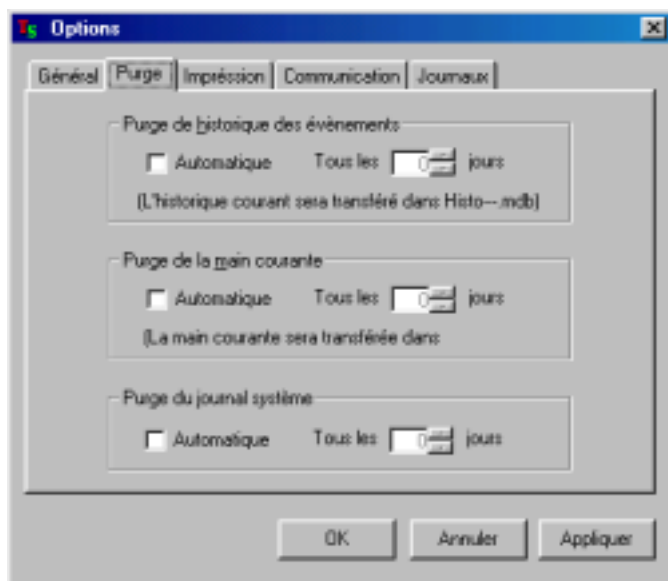 TS Options
Général Purge Impréssion Communication Journaux
Purge de historique des évènements
Automatique Tous les 0 jours
(L'historique courant sera transféré dans Histo---.mdb)
Purge de la main courante
Automatique Tous les 0 jours
(La main courante sera transférée dans
Purge du journal système
Automatique Tous les 0 jours
OK Annuler Appliquer